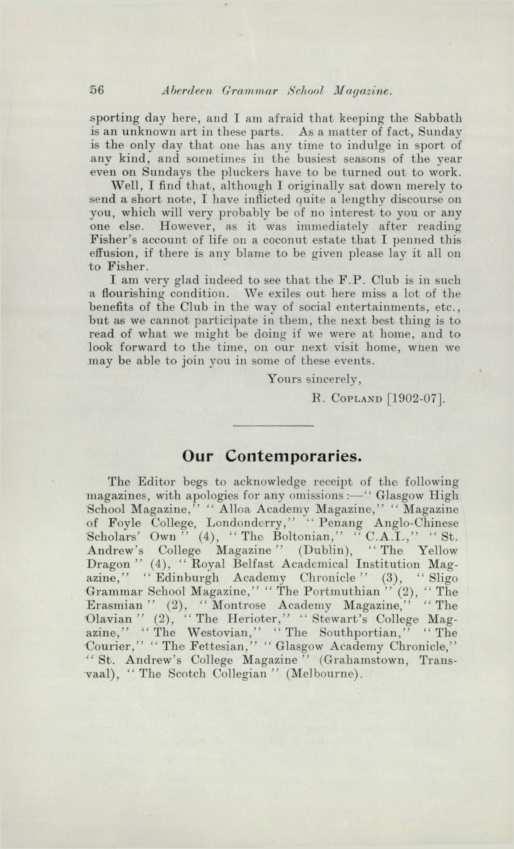 56 Aberdeen Grammar School Magazine.
sporting day here, and I am afraid that keeping the Sabbath
is an unknown art in these parts. As a matter of fact, Sunday
is the only day that one has any time to indulge in sport of
any kind, and sometimes in the busiest seasons of the year
even on Sundays the pluckers have to be turned out to work.
Well, I find that, although I originally sat down merely to
send a short note, I have inflicted quite a lengthy discourse on
you, which will very probably be of no interest to you or any
one else. However, as it was immediately after reading
Fisher's account of life on a coconut estate that I penned this
effusion, if there is any blame to be given please lay it all on
to Fisher.
I am very glad indeed to see that the F.P. Club is in such
a flourishing condition. We exiles out here miss a lot of the
benefits of the Club in the way of social entertainments, etc.,
but as we cannot participate in them, the next best thing is to
read of what we might be doing if we were at home, and to
look forward to the time, on our next visit home, when we
may be able to join you in some of these events.
Yours sincerely,
R. Copland [1902-07].
Our Contemporaries.
The Editor begs to acknowledge receipt of the following
magazines, with apologies for any omissions:—" Glasgow High
School Magazine," " Alloa Academy Magazine," " Magazine
of Foyle College, Londonderry," " Penang Anglo-Chinese
Scholars' Own " (4), " The Boltonian," " C.A.I.," " St.
Andrew's College Magazine " (Dublin), " The Yellow
Dragon " (4), " Royal Belfast Academical Institution Mag-
azine," " Edinburgh Academy Chronicle " (3), " Sligo
Grammar School Magazine," " The Portmuthian " (2), " The
Erasmian " (2), " Montrose Academy Magazine," " The
Olavian " (2), " The Herioter," " Stewart's College Mag-
azine," " The Westovian," " The Southportian," " The
Courier," " The Fettesian," " Glasgow Academy Chronicle,"
" St. Andrew's College Magazine " (Grahamstown, Trans-
vaal), " The Scotch Collegian " (Melbourne).